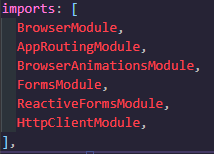 imports: [
BrowserModule,
AppRoutingModule,
BrowserAnimationsModule,
FormsModule,
ReactiveFormsModule,
HttpClientModule,
],